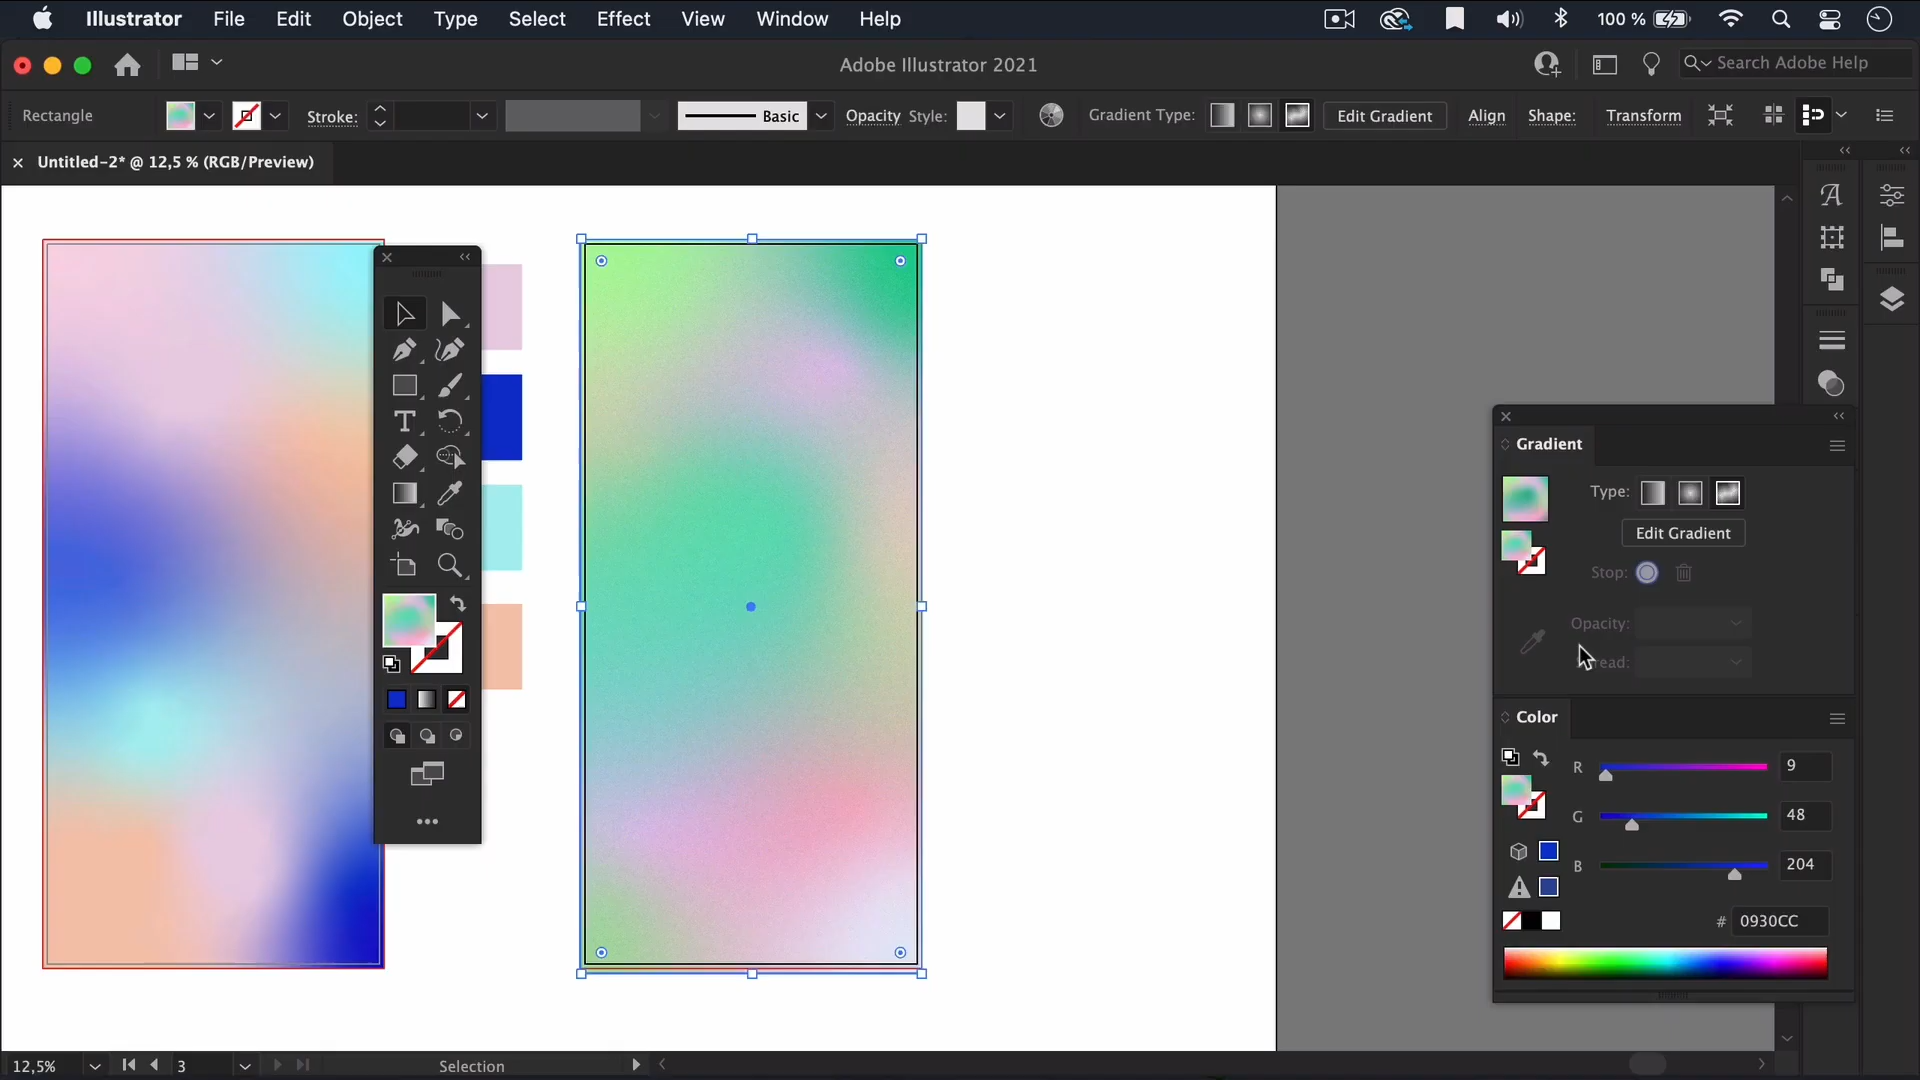 Illustrator File Edit Object Type Select Effect View Window Help 100 %
Adobe Illustrator 2021 Search Adobe Help
Rectangle Stroke: Basic Opacity Style: Gradient Type: Edit Gradient Align Shape: Transform
Untitled-2* @ 12,5 % (RGB/Preview)
Gradient
Type:
Edit Gradient
Stop:
Opacity:
Color
R 9
G 48
B 204
# 0930CC
12,5% 3 Selection